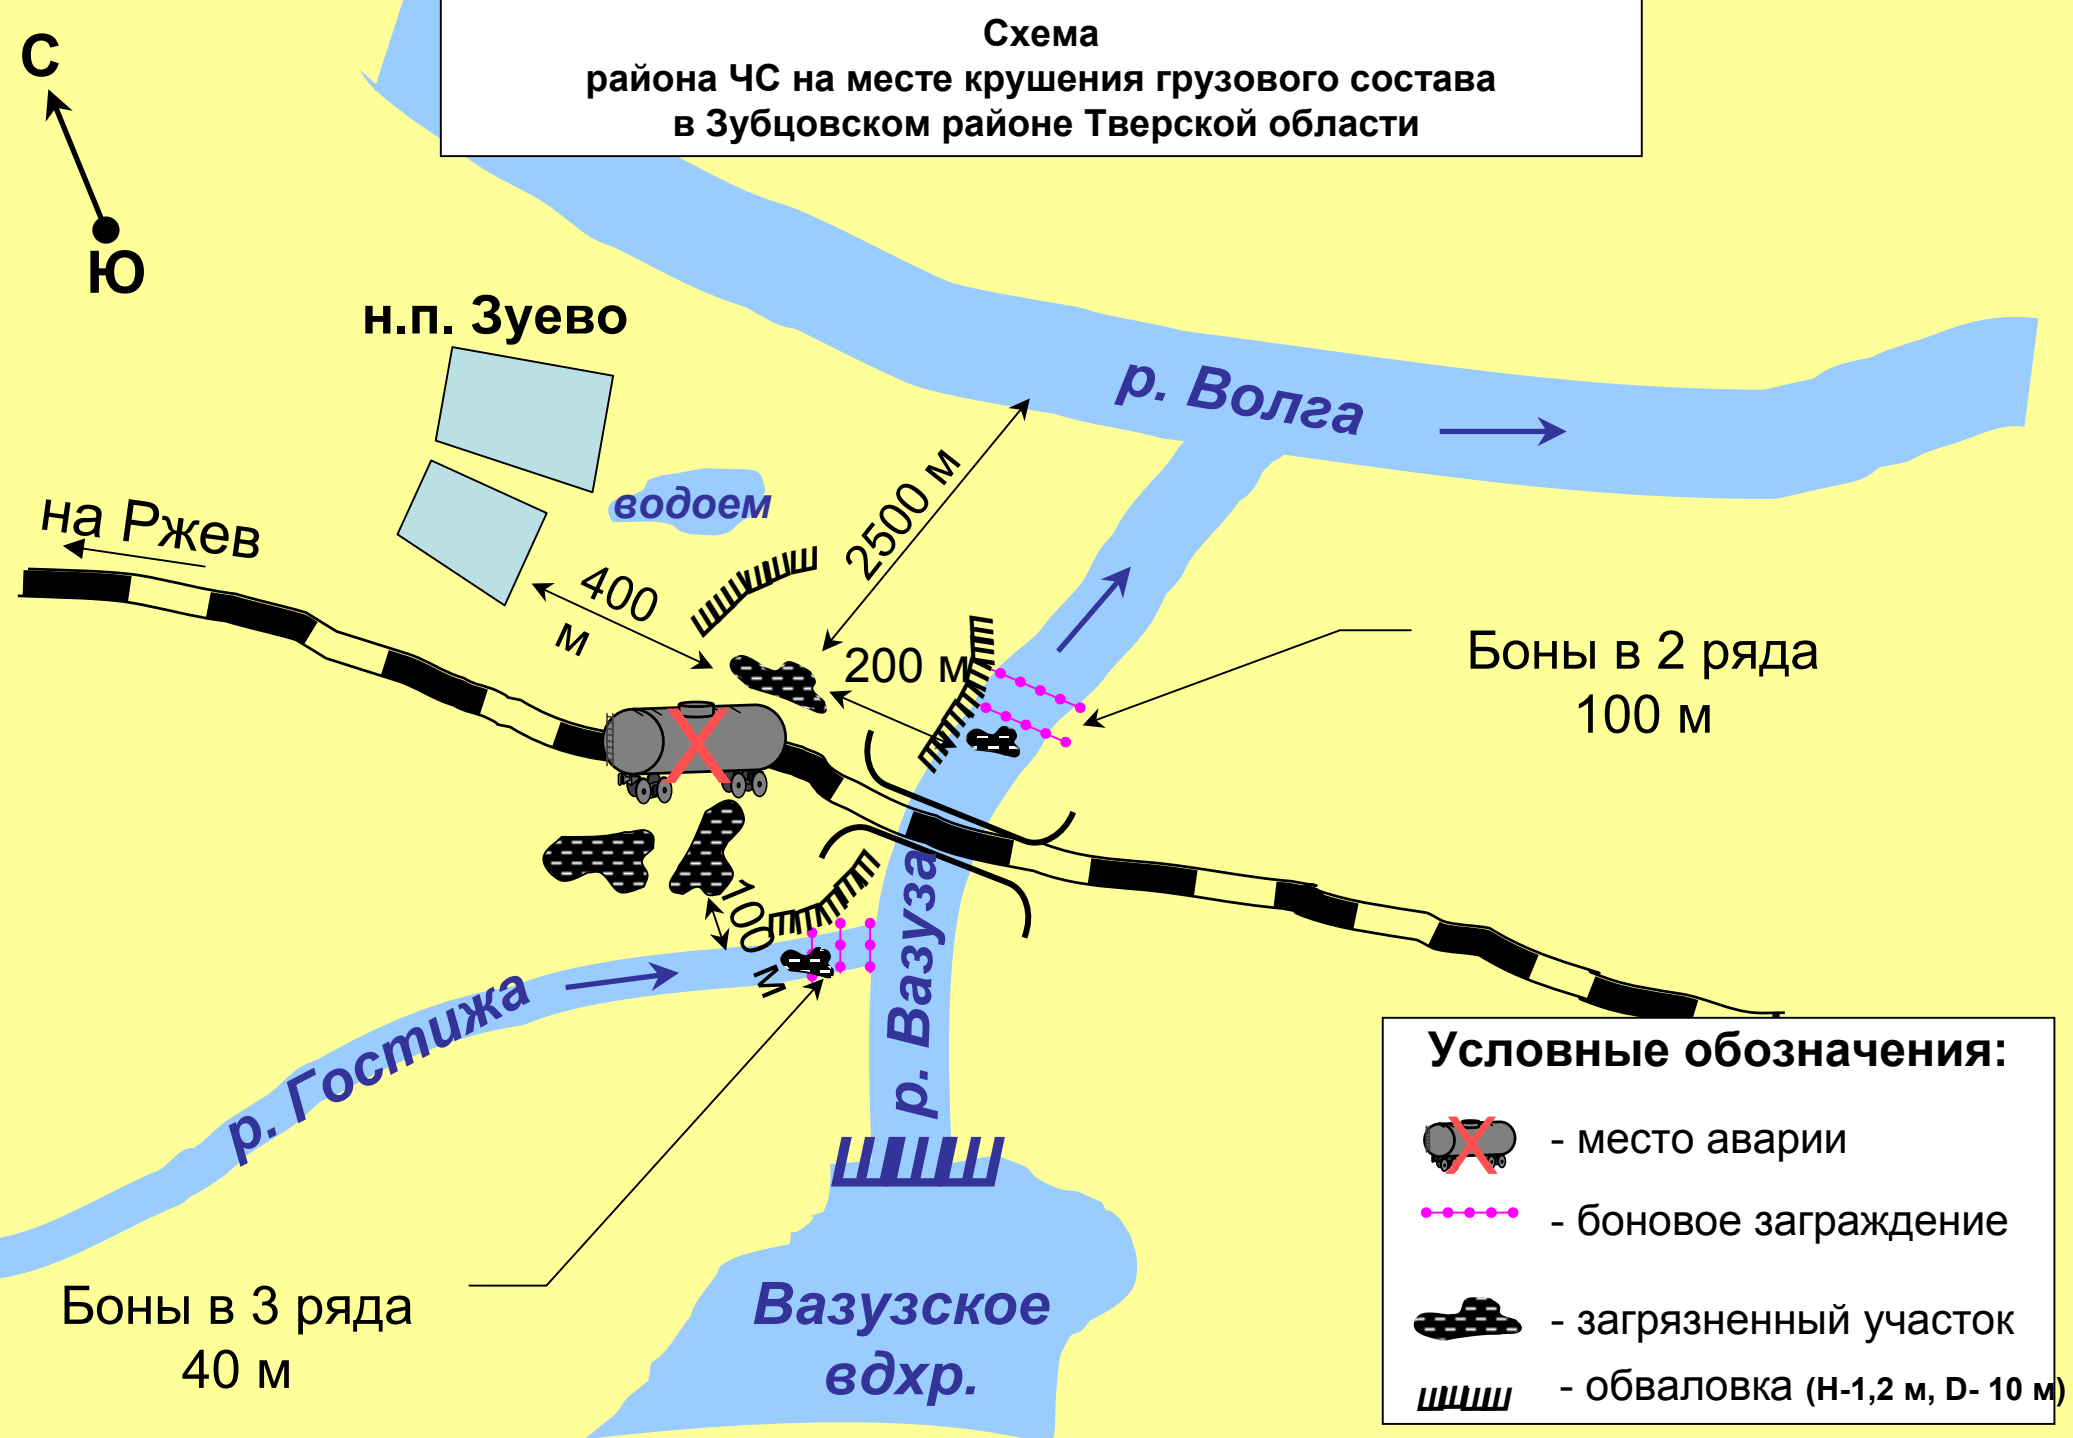 Схема
района ЧС на месте крушения грузового состава
в Зубцовском районе Тверской области
С
Ю
н.п. Зуево
р. Волга
водоем
2500 м
на Ржев
400
м
200 м
Боны в 2 ряда
100 м
100 м
р. Вазуза
р. Гостижа
Боны в 3 ряда
40 м
Вазузское
вдхр.
Условные обозначения:
- место аварии
- боновое заграждение
- загрязненный участок
- обваловка (Н-1,2 м, D- 10 м)